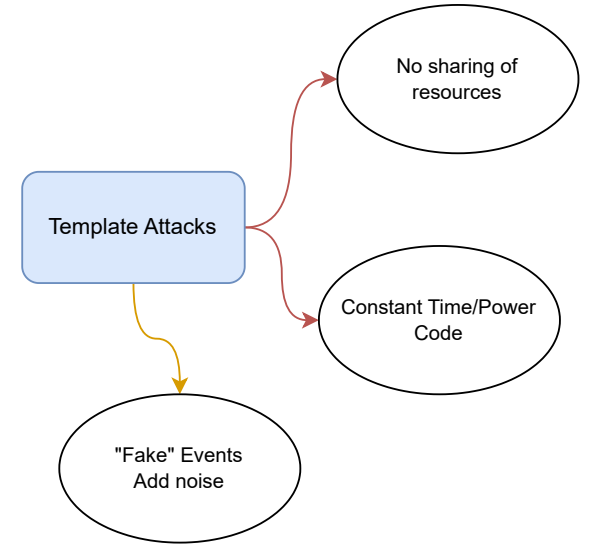 No sharing of
resources
Template Attacks
Constant Time/Power
Code
"Fake" Events
Add noise